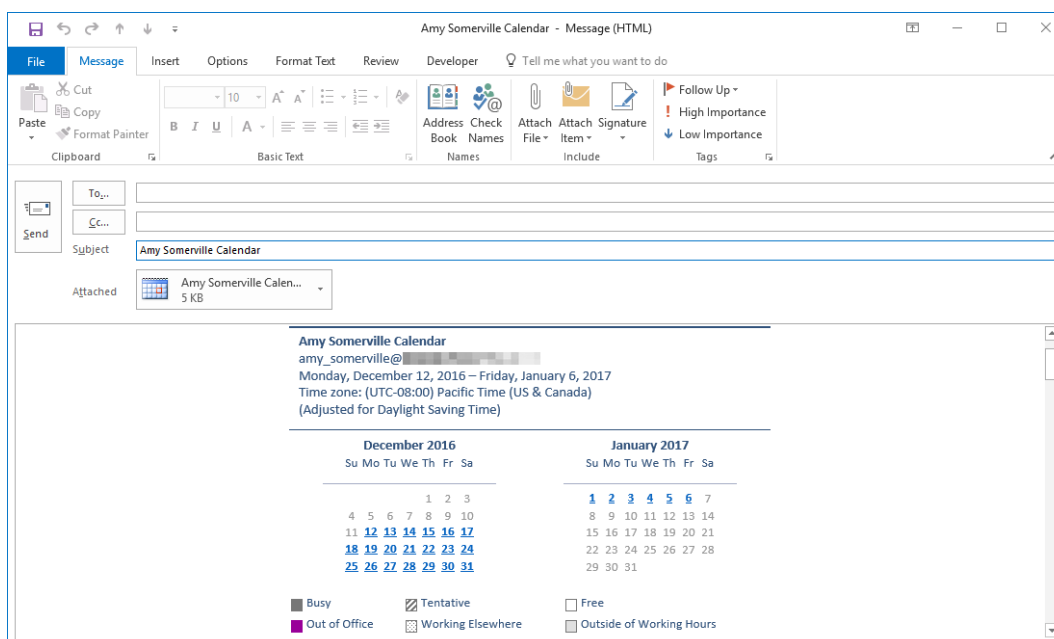 Amy Somerville Calendar - Message (HTML)
File Message Insert Options Format Text Review Developer Tell me what you want to do
Paste
Cut
Copy
Format Painter
Clipboard
10
B I U A
Basic Text
Address Book
Check Names
Names
Attach File
Attach Item
Signature
Include
Follow Up
High Importance
Low Importance
Tags
Send
To...
Cc...
Subject Amy Somerville Calendar
Attached Amy Somerville Calen...
5 KB
Amy Somerville Calendar
amy_somerville@
Monday, December 12, 2016 – Friday, January 6, 2017
Time zone: (UTC-08:00) Pacific Time (US & Canada)
(Adjusted for Daylight Saving Time)
December 2016
Su Mo Tu We Th Fr Sa
1 2 3
4 5 6 7 8 9 10
11 12 13 14 15 16 17
18 19 20 21 22 23 24
25 26 27 28 29 30 31
January 2017
Su Mo Tu We Th Fr Sa
1 2 3 4 5 6 7
8 9 10 11 12 13 14
15 16 17 18 19 20 21
22 23 24 25 26 27 28
29 30 31
Busy Tentative Free
Out of Office Working Elsewhere Outside of Working Hours